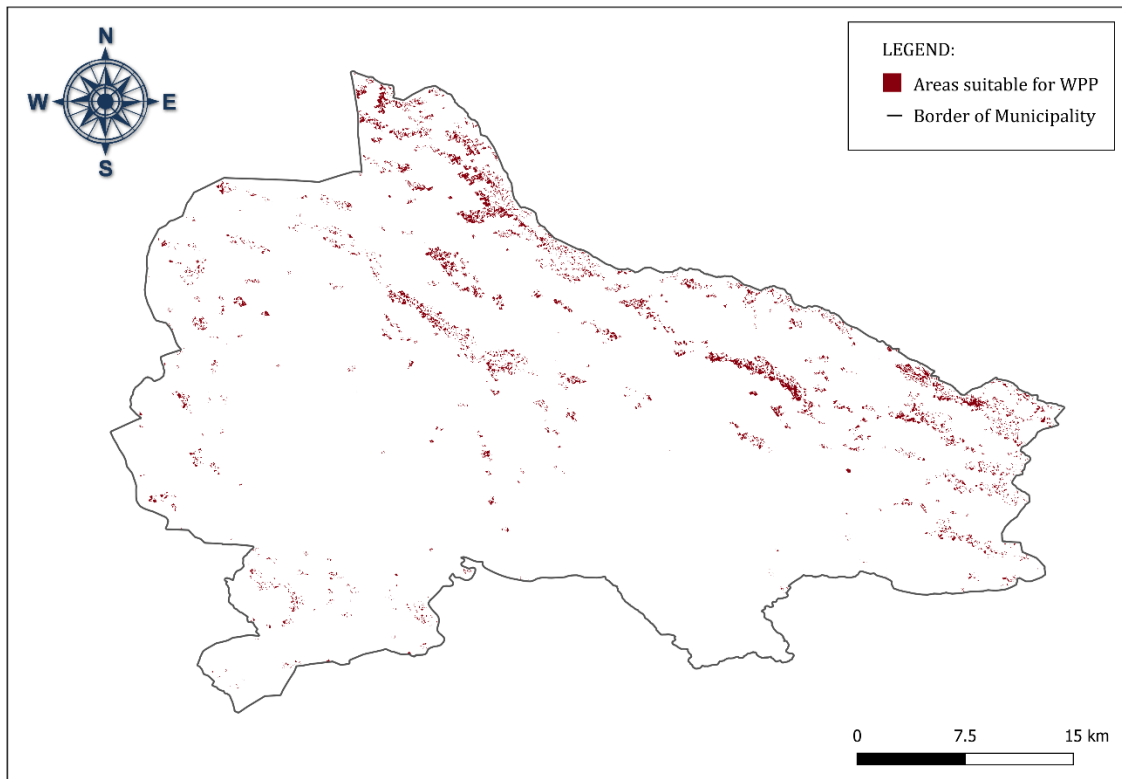 N
W E
S
LEGEND:
Areas suitable for WPP
Border of Municipality
0 7.5 15 km